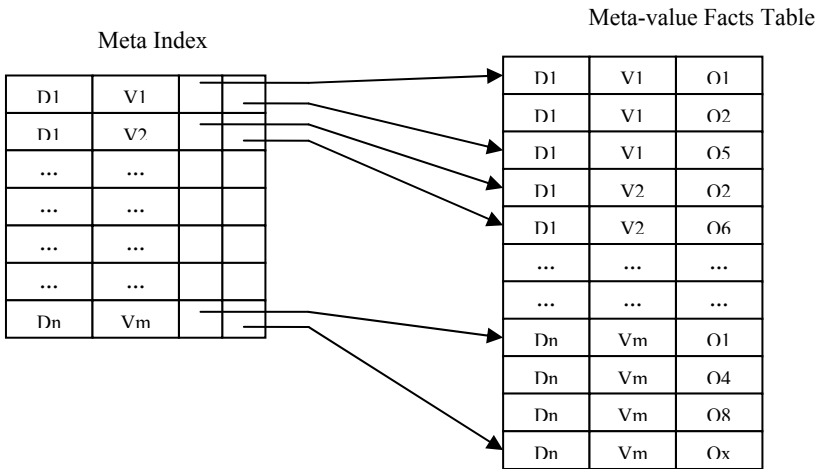 Meta-value Facts Table
Meta Index
D1 V1
D1 V2
... ...
... ...
... ...
... ...
Dn Vm
D1 V1 O1
D1 V1 O2
D1 V1 O5
D1 V2 O2
D1 V2 O6
... ... ...
... ... ...
Dn Vm O1
Dn Vm O4
Dn Vm O8
Dn Vm Ox